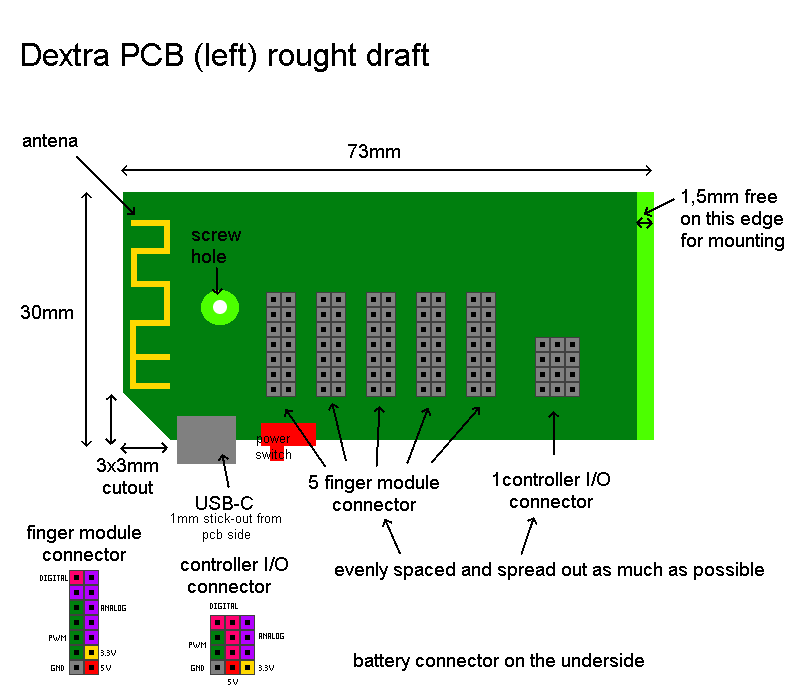 Dextra PCB (left) rought draft
antena
73mm
1,5mm free
on this edge
for mounting
screw
hole
30mm
3x3mm
cutout
power
switch
USB-C
1mm stick-out from
pcb side
5 finger module
connector
1controller I/O
connector
finger module
connector
controller I/O
connector
evenly spaced and spread out as much as possible
DIGITAL
ANALOG
PWM
3.3V
GND
5V
DIGITAL
ANALOG
PWM
GND
3.3V
5V
battery connector on the underside